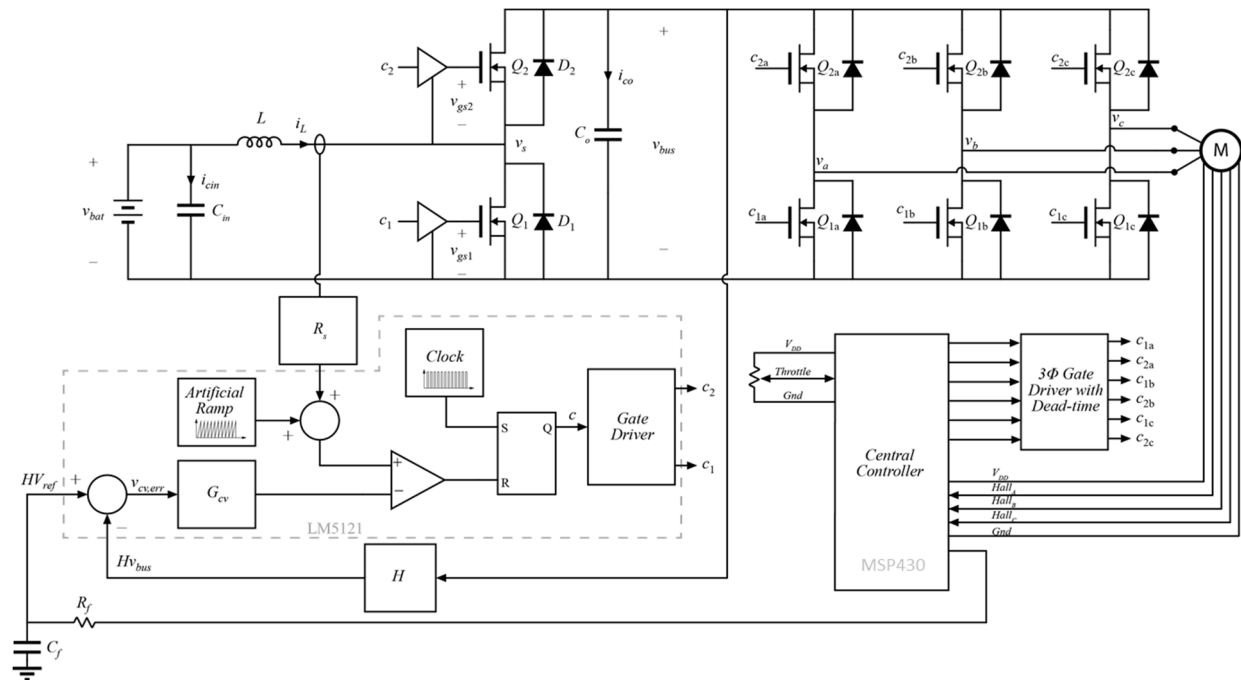 c2
Q2
D2
vgs2
+
−
ico
Co
+
vbus
−
c2a
Q2a
c2b
Q2b
c2c
Q2c
L
iL
vs
va
vb
vc
M
+
vbat
−
icin
Cin
c1
Q1
D1
+
vgs1
−
c1a
Q1a
c1b
Q1b
c1c
Q1c
Rs
Clock
Artificial
Ramp
+
+
S
R
Q
c
Gate
Driver
c2
c1
HVref
+
−
vcv,err
Gcv
+
−
LM5121
Hvbus
H
Rf
Cf
VDD
Throttle
Gnd
Central
Controller
MSP430
3Φ Gate
Driver with
Dead-time
c1a
c2a
c1b
c2b
c1c
c2c
VDD
HallA
HallB
HallC
Gnd